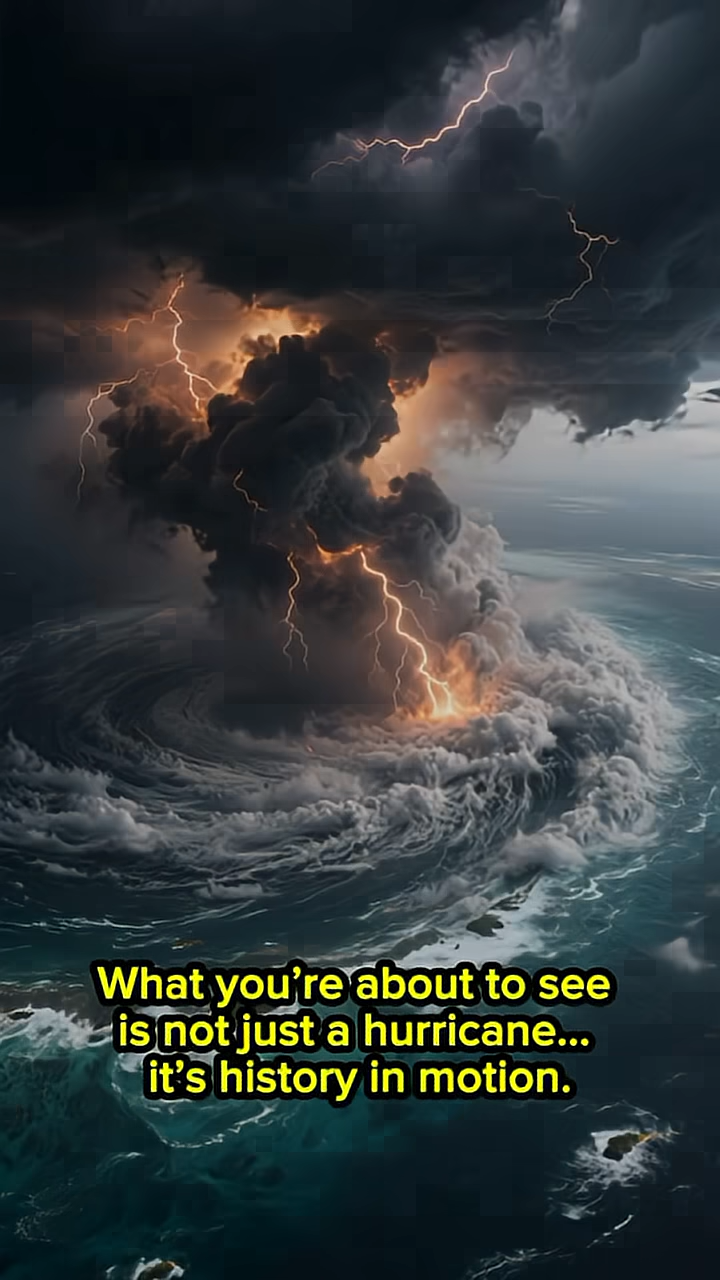 What you’re about to see
is not just a hurricane...
it’s history in motion.